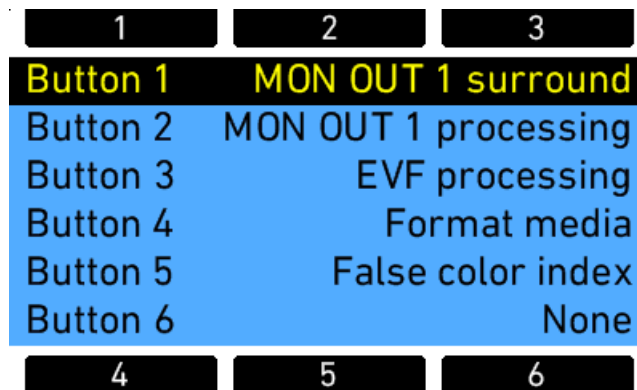 1 2 3
Button 1 MON OUT 1 surround
Button 2 MON OUT 1 processing
Button 3 EVF processing
Button 4 Format media
Button 5 False color index
Button 6 None
4 5 6